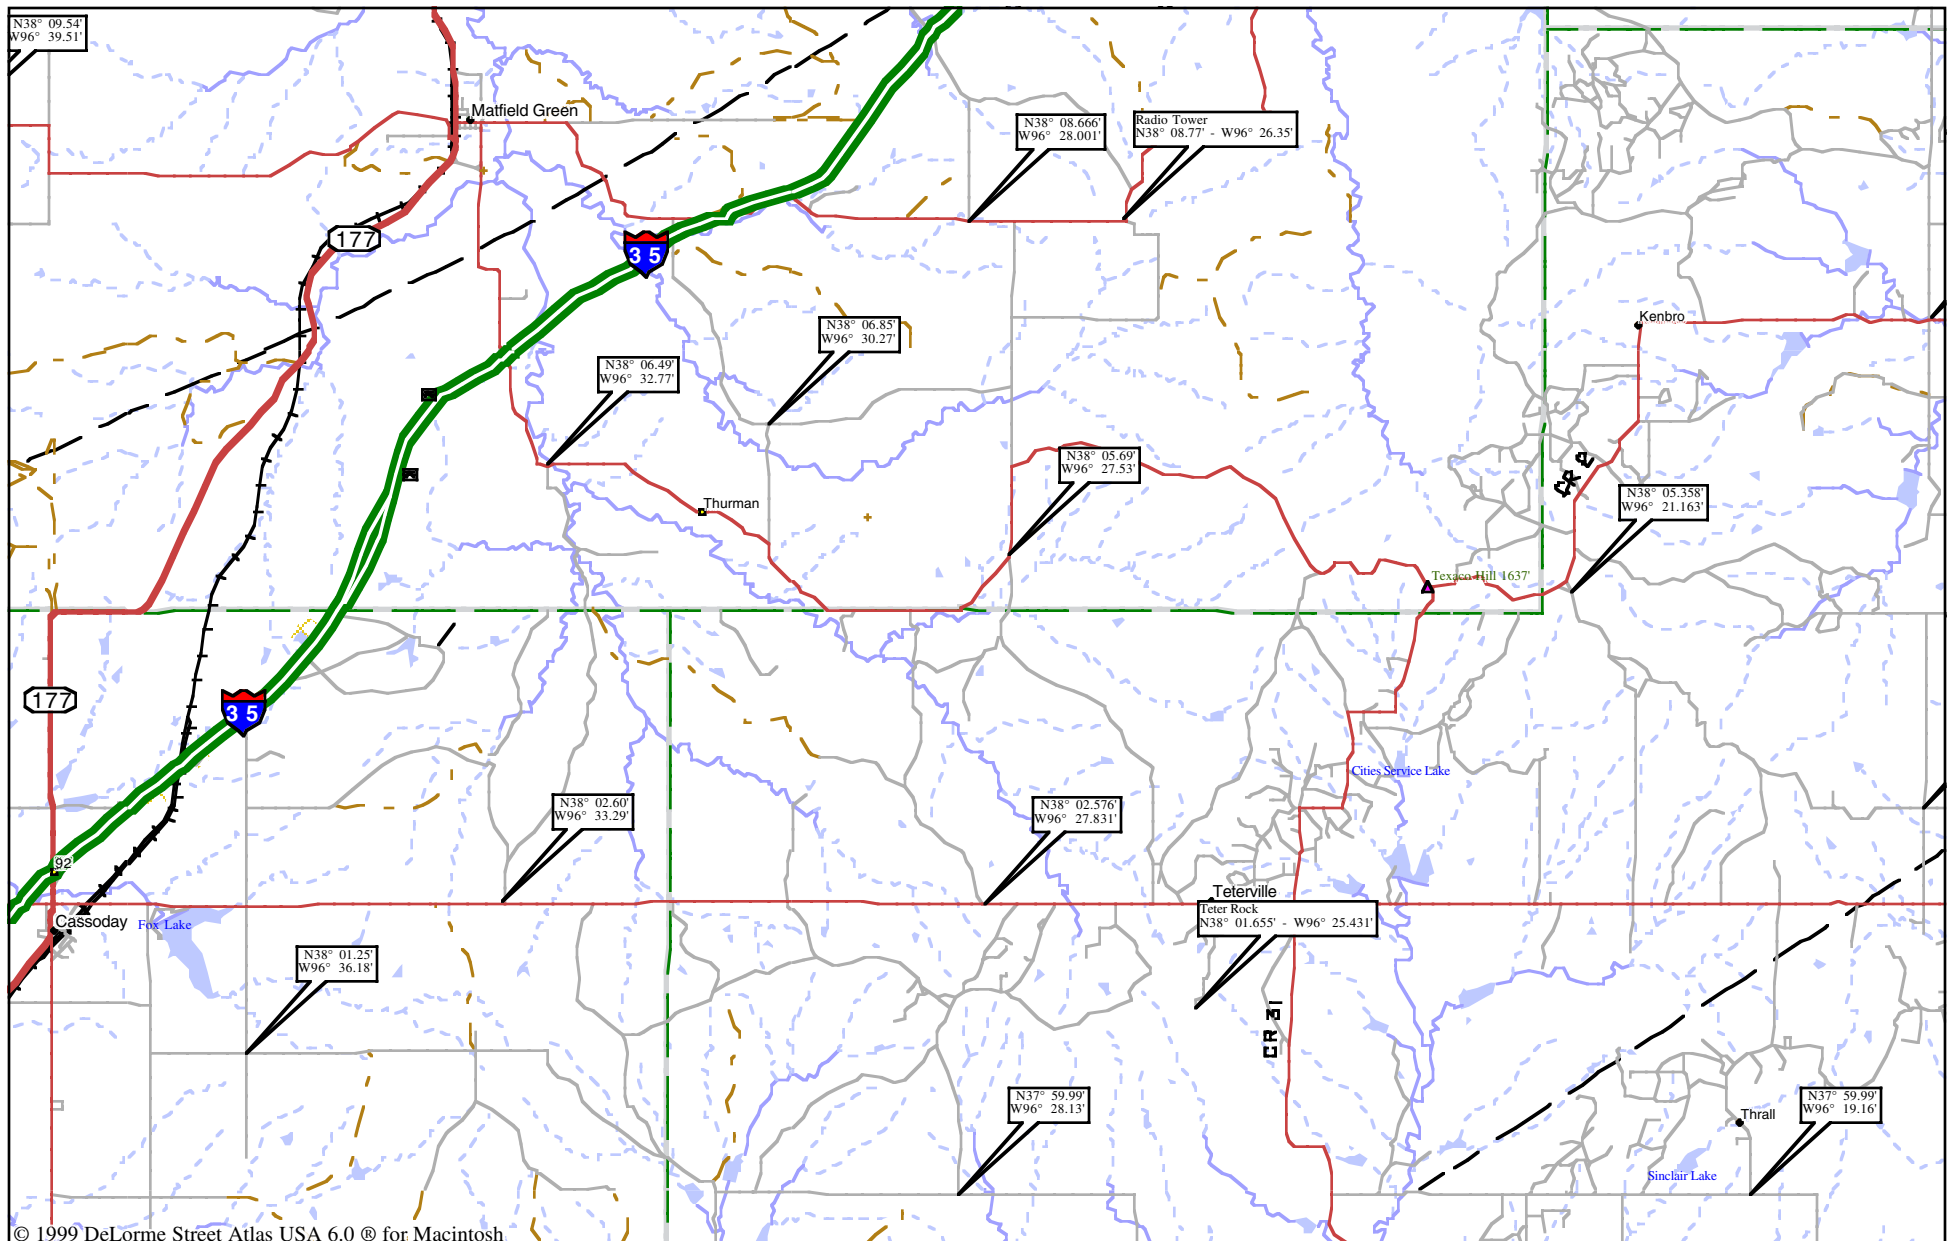 N38° 09.54'
W96° 39.51'
Matfield Green
N38° 08.666'
W96° 28.001'
Radio Tower
N38° 08.77' - W96° 26.35'
177
35
Kenbro
N38° 06.85'
W96° 30.27'
N38° 06.49'
W96° 32.77'
N38° 05.69'
W96° 27.53'
CR 2
N38° 05.358'
W96° 21.163'
Thurman
Texaco Hill 1637'
177
35
Cities Service Lake
N38° 02.60'
W96° 33.29'
N38° 02.576'
W96° 27.831'
92
Teterville
Teter Rock
N38° 01.655' - W96° 25.431'
Cassoday
Fox Lake
N38° 01.25'
W96° 36.18'
CR 31
N37° 59.99'
W96° 28.13'
N37° 59.99'
W96° 19.16'
Thrall
Sinclair Lake
© 1999 DeLorme Street Atlas USA 6.0 ® for Macintosh